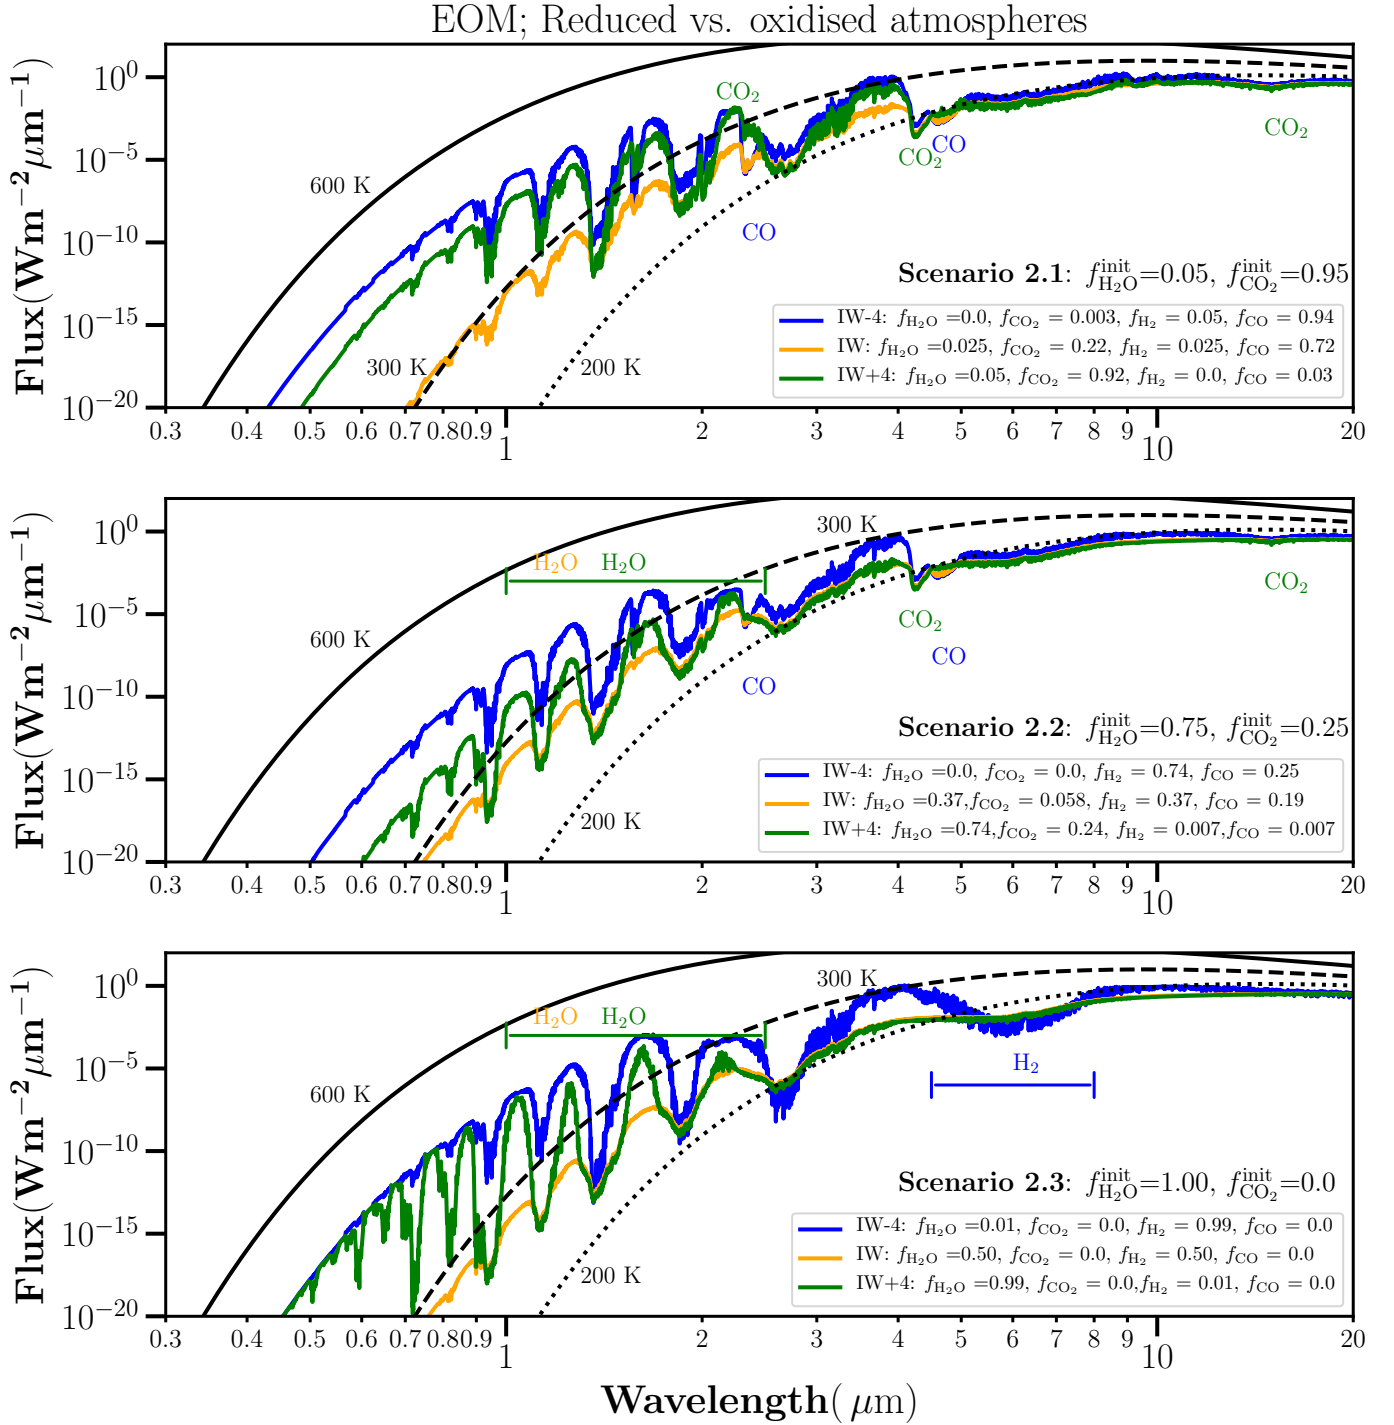 EOM; Reduced vs. oxidised atmospheres
Flux(Wm⁻²μm⁻¹)
10⁰
10⁻⁵
10⁻¹⁰
10⁻¹⁵
10⁻²⁰
600 K
300 K
200 K
CO₂
CO
CO₂
CO
CO₂
Scenario 2.1: f^init_H₂O=0.05, f^init_CO₂=0.95
IW-4: f_H₂O =0.0, f_CO₂ = 0.003, f_H₂ = 0.05, f_CO = 0.94
IW: f_H₂O =0.025, f_CO₂ = 0.22, f_H₂ = 0.025, f_CO = 0.72
IW+4: f_H₂O =0.05, f_CO₂ = 0.92, f_H₂ = 0.0, f_CO = 0.03
0.3 0.4 0.5 0.6 0.7 0.8 0.9 1 2 3 4 5 6 7 8 9 10 20
Flux(Wm⁻²μm⁻¹)
10⁰
10⁻⁵
10⁻¹⁰
10⁻¹⁵
10⁻²⁰
600 K
300 K
200 K
H₂O H₂O
CO
CO₂
CO
CO₂
Scenario 2.2: f^init_H₂O=0.75, f^init_CO₂=0.25
IW-4: f_H₂O =0.0, f_CO₂ = 0.0, f_H₂ = 0.74, f_CO = 0.25
IW: f_H₂O =0.37,f_CO₂ = 0.058, f_H₂ = 0.37, f_CO = 0.19
IW+4: f_H₂O =0.74,f_CO₂ = 0.24, f_H₂ = 0.007,f_CO = 0.007
0.3 0.4 0.5 0.6 0.7 0.8 0.9 1 2 3 4 5 6 7 8 9 10 20
Flux(Wm⁻²μm⁻¹)
10⁰
10⁻⁵
10⁻¹⁰
10⁻¹⁵
10⁻²⁰
600 K
300 K
200 K
H₂O H₂O
H₂
Scenario 2.3: f^init_H₂O=1.00, f^init_CO₂=0.0
IW-4: f_H₂O =0.01, f_CO₂ = 0.0, f_H₂ = 0.99, f_CO = 0.0
IW: f_H₂O =0.50, f_CO₂ = 0.0, f_H₂ = 0.50, f_CO = 0.0
IW+4: f_H₂O =0.99, f_CO₂ = 0.0,f_H₂ = 0.01, f_CO = 0.0
0.3 0.4 0.5 0.6 0.7 0.8 0.9 1 2 3 4 5 6 7 8 9 10 20
Wavelength( μm)